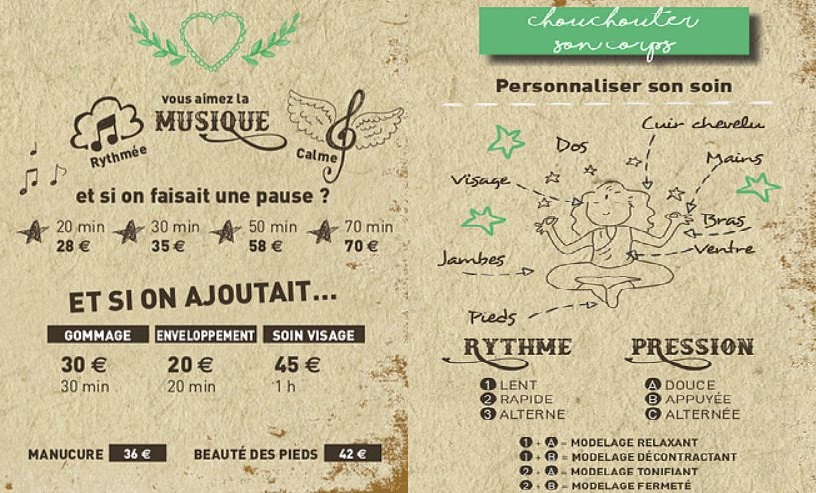 vous aimez la
MUSIQUE
Rythmée
Calme
et si on faisait une pause ?
20 min 30 min 50 min 70 min
28 € 35 € 58 € 70 €
ET SI ON AJOUTAIT...
GOMMAGE ENVELOPPEMENT SOIN VISAGE
30 € 20 € 45 €
30 min 20 min 1 h
MANUCURE 36 € BEAUTÉ DES PIEDS 42 €
chouchouter
son corps
Personnaliser son soin
Cuir chevelu
Dos
Mains
Visage
Bras
Ventre
Jambes
Pieds
RYTHME PRESSION
1 LENT A DOUCE
2 RAPIDE B APPUYÉE
3 ALTERNE C ALTERNÉE
1 + A = MODELAGE RELAXANT
1 + B = MODELAGE DÉCONTRACTANT
2 + A = MODELAGE TONIFIANT
2 + B = MODELAGE FERMETÉ